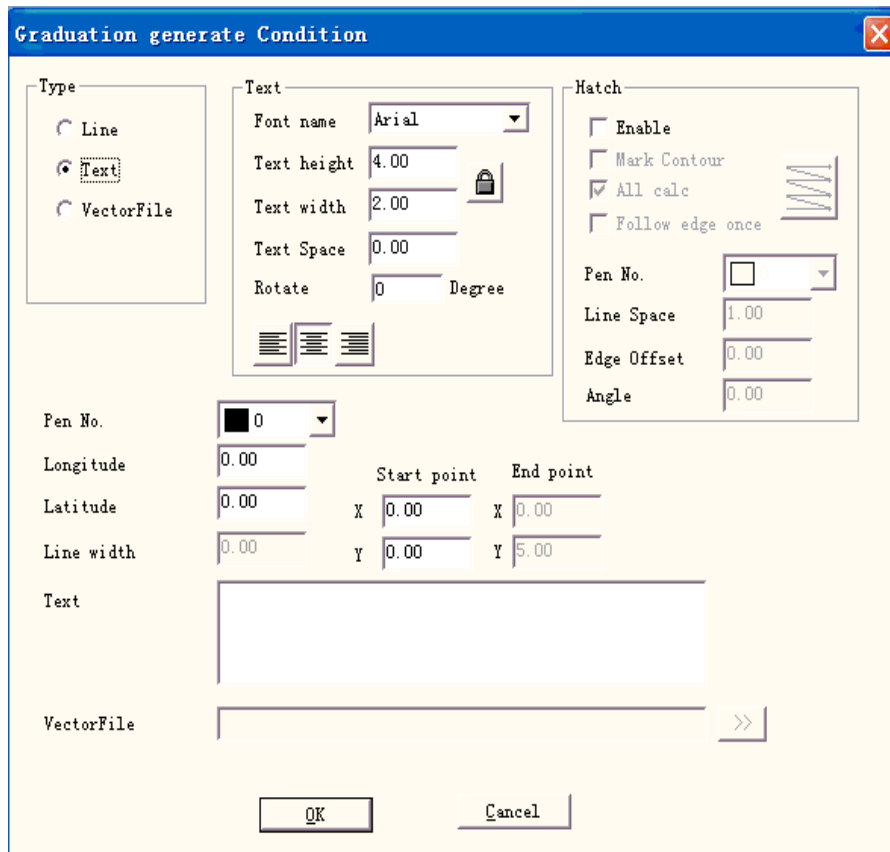 Graduation generate Condition
Type
Line
Text
VectorFile
Text
Font name Arial
Text height 4.00
Text width 2.00
Text Space 0.00
Rotate 0 Degree
Hatch
Enable
Mark Contour
All calc
Follow edge once
Pen No.
Line Space 1.00
Edge Offset 0.00
Angle 0.00
Pen No. 0
Longitude 0.00
Latitude 0.00
Line width 0.00
Start point End point
X 0.00 X 0.00
Y 0.00 Y 5.00
Text
VectorFile >>
OK Cancel